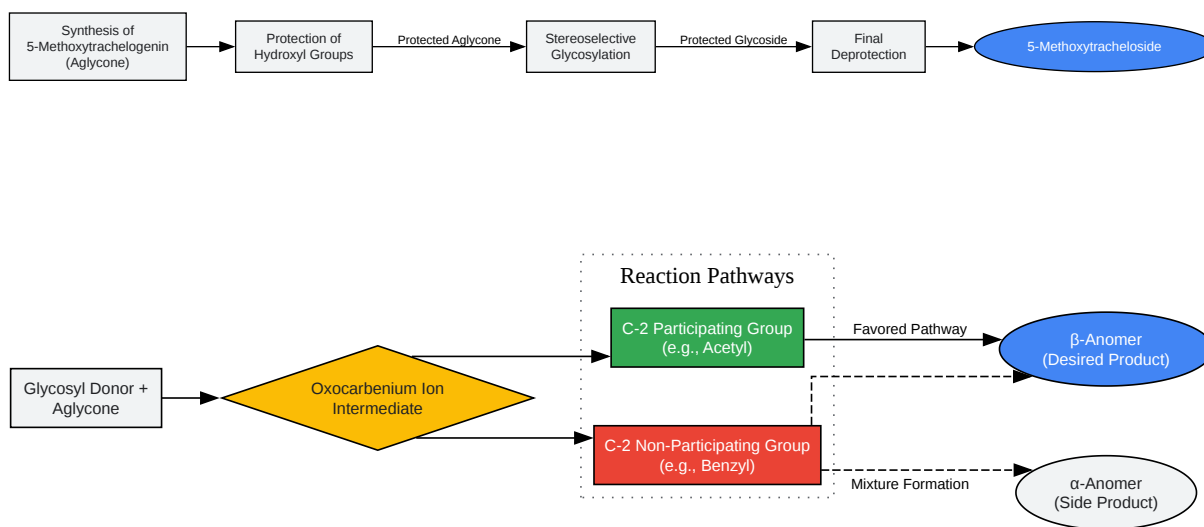 Synthesis of
5-Methoxytrachelogenin
(Aglycone)
Protection of
Hydroxyl Groups
Protected Aglycone
Stereoselective
Glycosylation
Protected Glycoside
Final
Deprotection
5-Methoxytracheloside
Reaction Pathways
C-2 Participating Group
(e.g., Acetyl)
Favored Pathway
β-Anomer
(Desired Product)
Glycosyl Donor +
Aglycone
Oxocarbenium Ion
Intermediate
C-2 Non-Participating Group
(e.g., Benzyl)
Mixture Formation
α-Anomer
(Side Product)